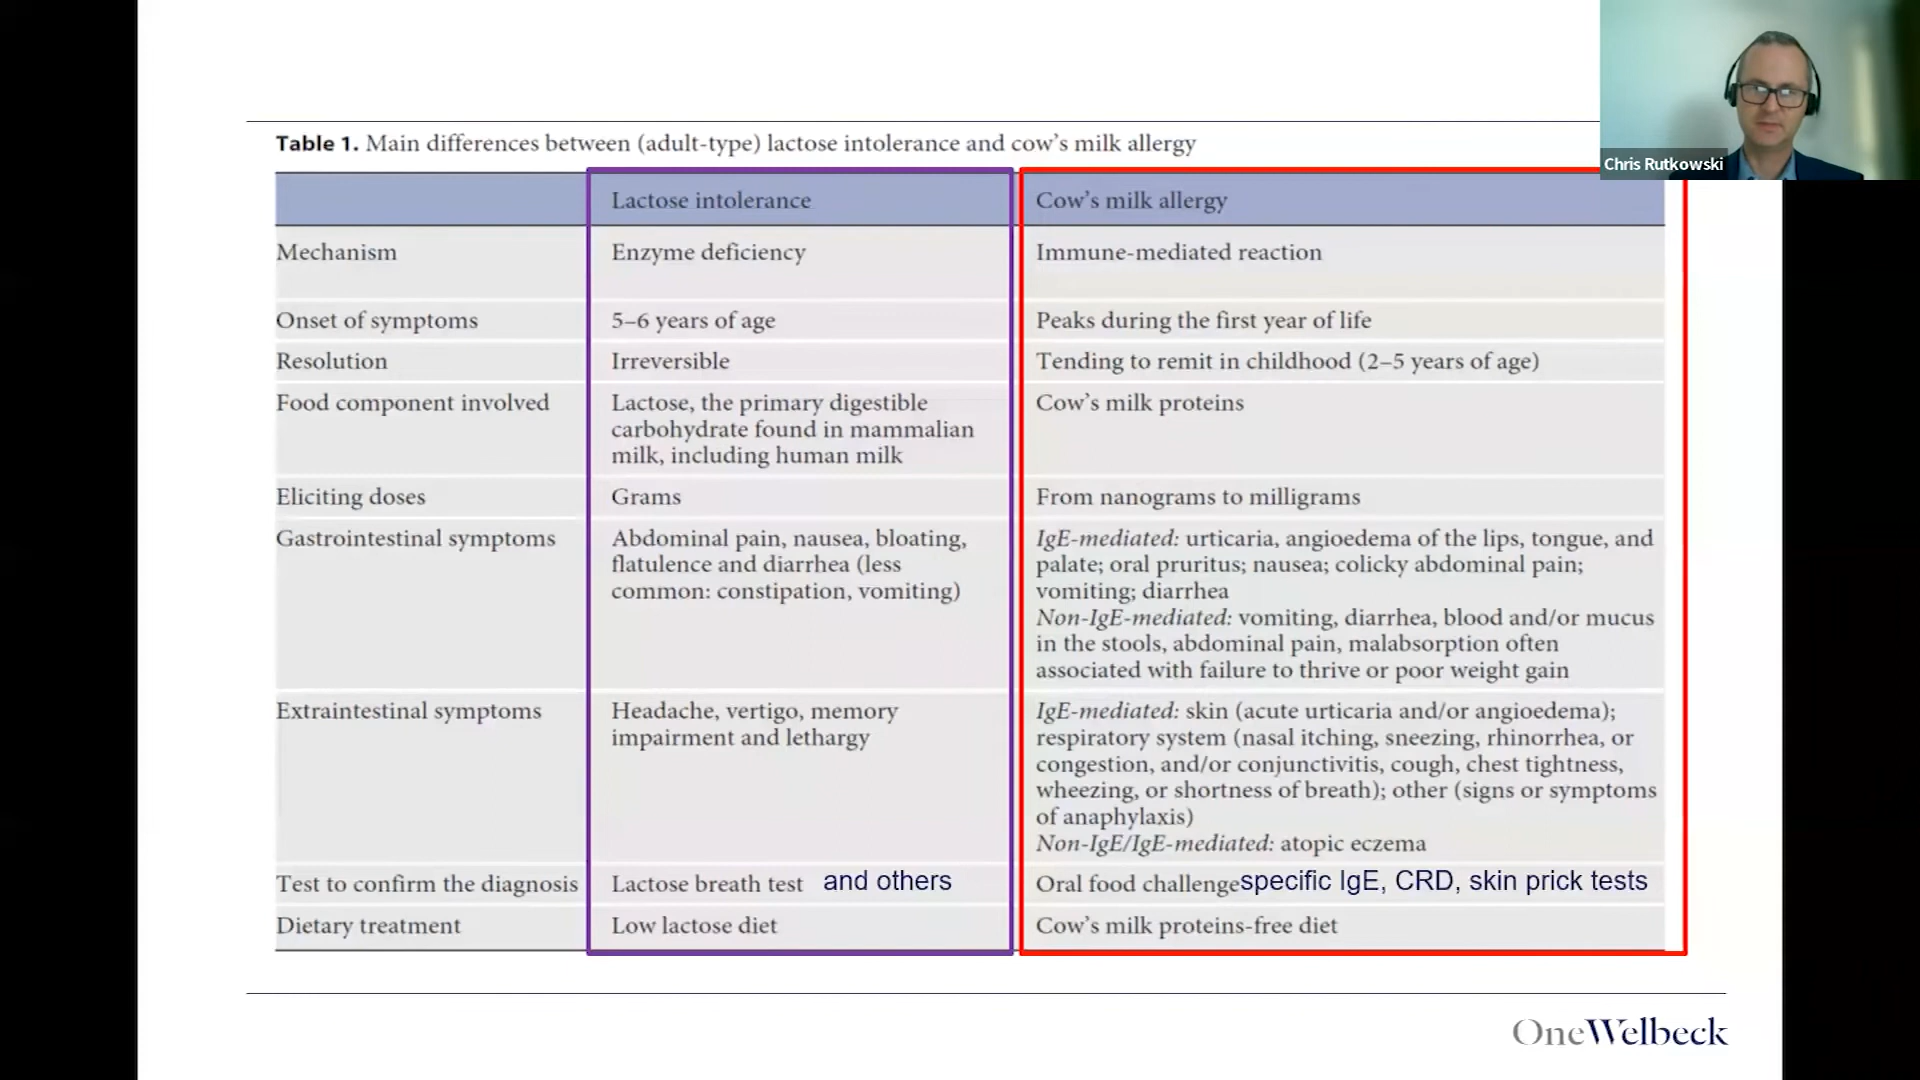 Chris Rutkowski
Table 1. Main differences between (adult-type) lactose intolerance and cow's milk allergy
Lactose intolerance Cow's milk allergy
Mechanism Enzyme deficiency Immune-mediated reaction
Onset of symptoms 5–6 years of age Peaks during the first year of life
Resolution Irreversible Tending to remit in childhood (2–5 years of age)
Food component involved Lactose, the primary digestible Cow's milk proteins
carbohydrate found in mammalian
milk, including human milk
Eliciting doses Grams From nanograms to milligrams
Gastrointestinal symptoms Abdominal pain, nausea, bloating, IgE-mediated: urticaria, angioedema of the lips, tongue, and
flatulence and diarrhea (less palate; oral pruritus; nausea; colicky abdominal pain;
common: constipation, vomiting) vomiting; diarrhea
Non-IgE-mediated: vomiting, diarrhea, blood and/or mucus
in the stools, abdominal pain, malabsorption often
associated with failure to thrive or poor weight gain
Extraintestinal symptoms Headache, vertigo, memory IgE-mediated: skin (acute urticaria and/or angioedema);
impairment and lethargy respiratory system (nasal itching, sneezing, rhinorrhea, or
congestion, and/or conjunctivitis, cough, chest tightness,
wheezing, or shortness of breath); other (signs or symptoms
of anaphylaxis)
Non-IgE/IgE-mediated: atopic eczema
Test to confirm the diagnosis Lactose breath test and others Oral food challenge specific IgE, CRD, skin prick tests
Dietary treatment Low lactose diet Cow's milk proteins-free diet
OneWelbeck